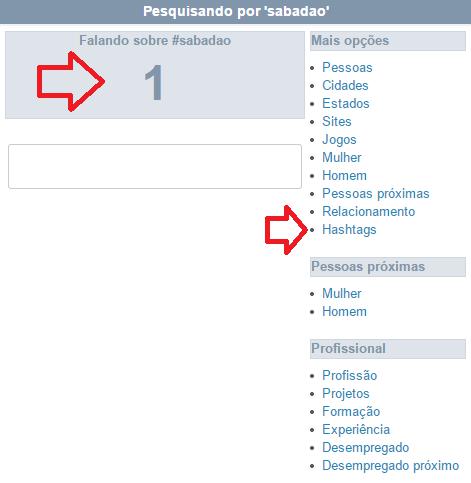 Pesquisando por 'sabadao'
Falando sobre #sabadao
1
Mais opções
Pessoas
Cidades
Estados
Sites
Jogos
Mulher
Homem
Pessoas próximas
Relacionamento
Hashtags
Pessoas próximas
Mulher
Homem
Profissional
Profissão
Projetos
Formação
Experiência
Desempregado
Desempregado próximo